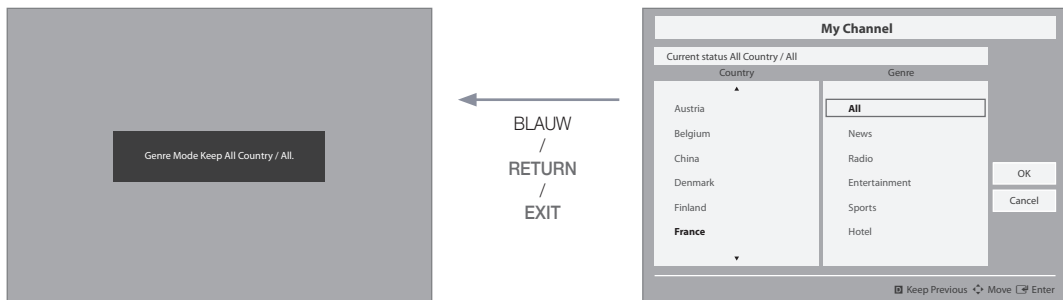 Genre Mode Keep All Country / All.
BLAUW
/
RETURN
/
EXIT
My Channel
Current status All Country / All
Country
Genre
Austria
Belgium
China
Denmark
Finland
France
All
News
Radio
Entertainment
Sports
Hotel
OK
Cancel
D Keep Previous Move Enter